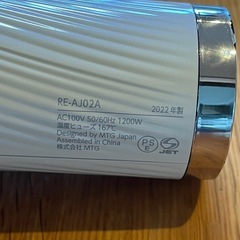 RE-AJ02A 2022年製
AC100V 50/60Hz 1200W
温度ヒューズ 167℃
Designed by MTG Japan
Assembled in China
株式会社 MTG
PSE
JET